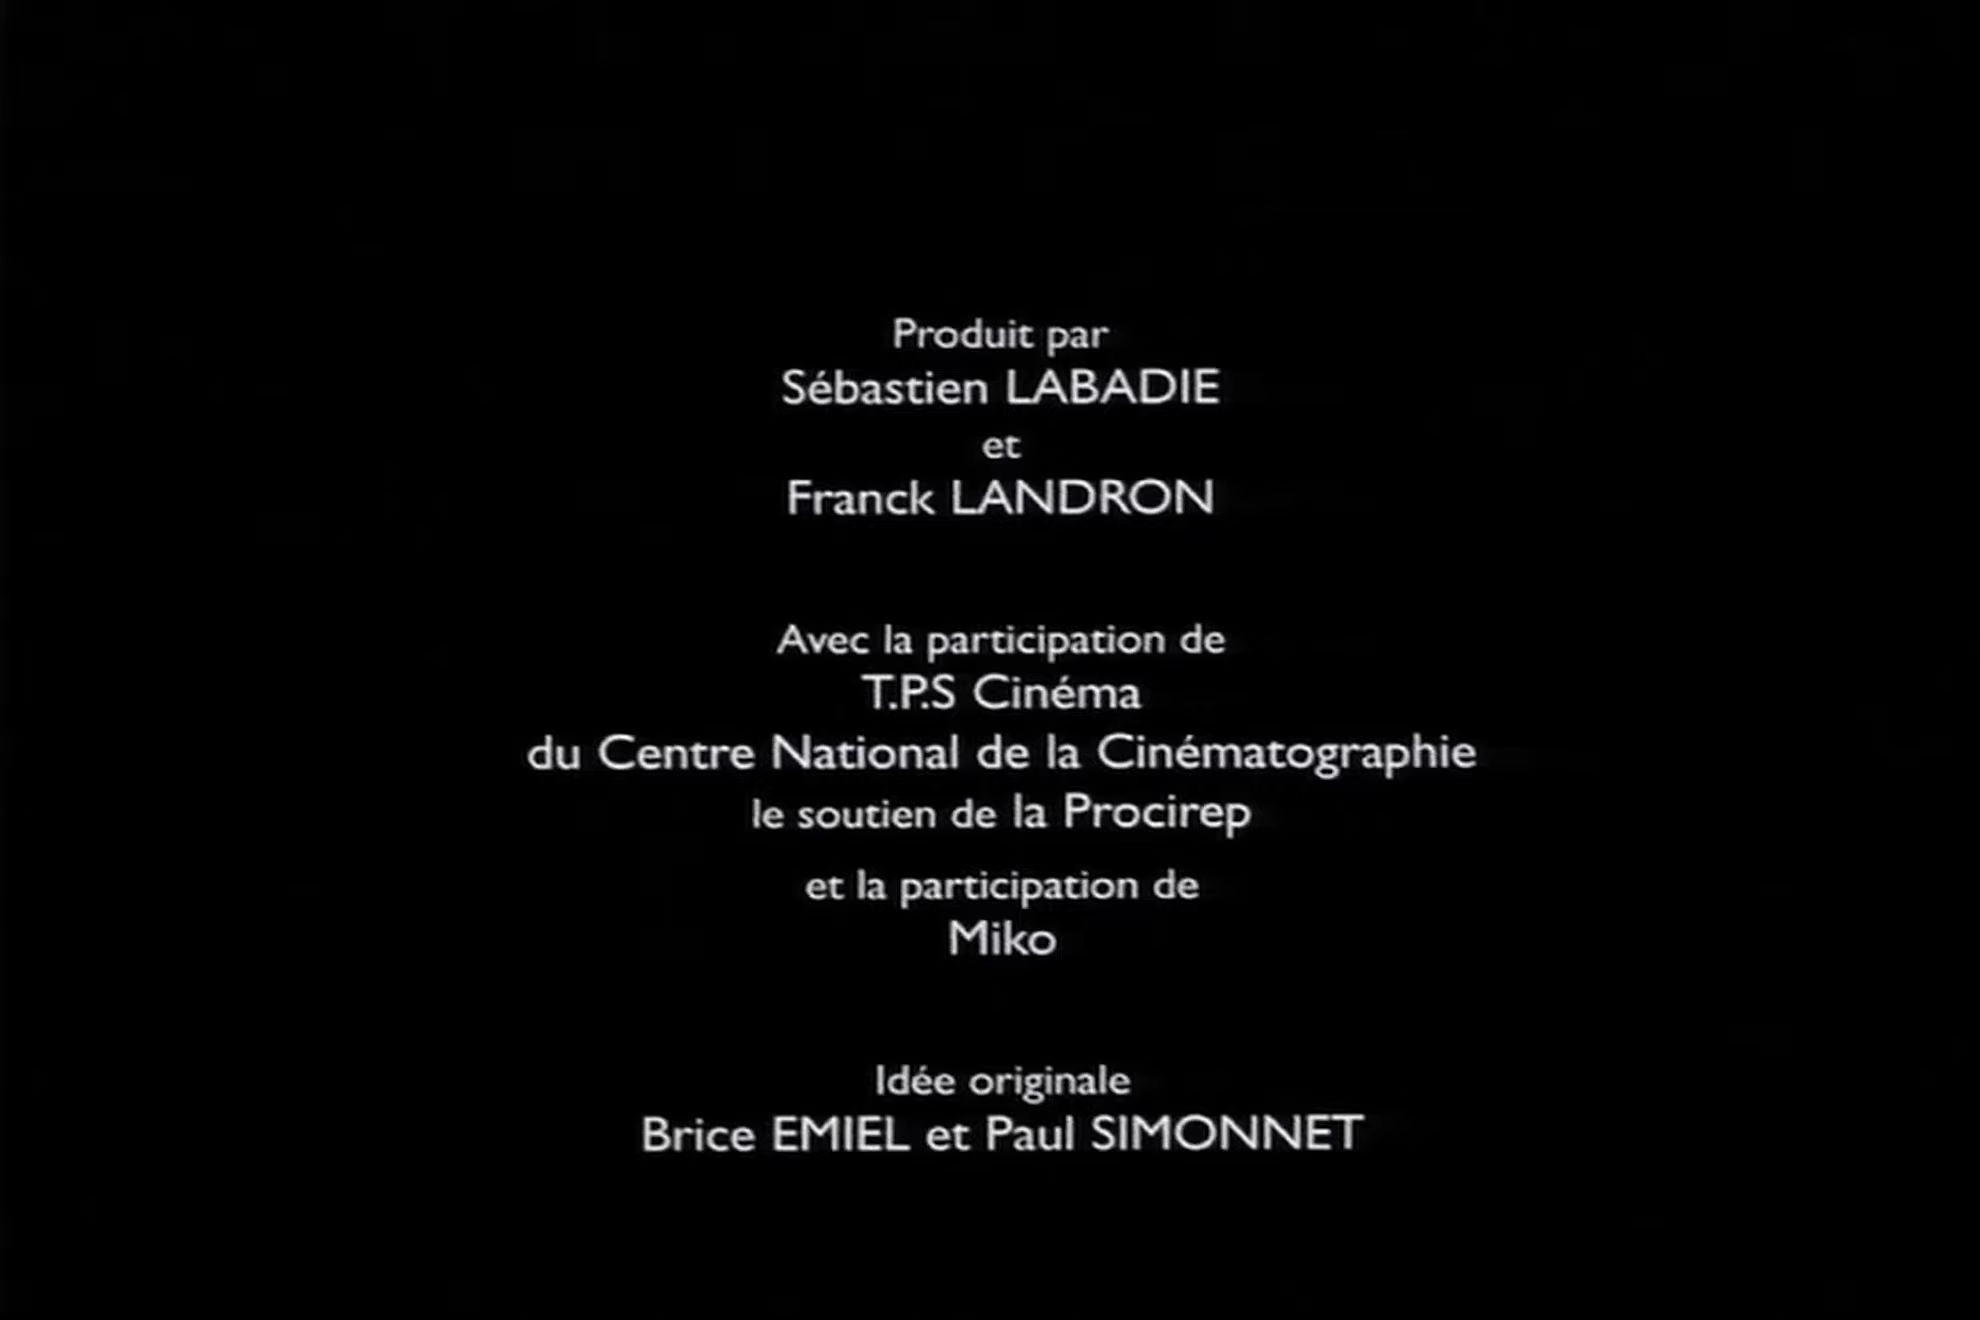 Produit par
Sébastien LABADIE
et
Franck LANDRON
Avec la participation de
T.P.S Cinéma
du Centre National de la Cinématographie
le soutien de la Procirep
et la participation de
Miko
Idée originale
Brice EMIEL et Paul SIMONNET